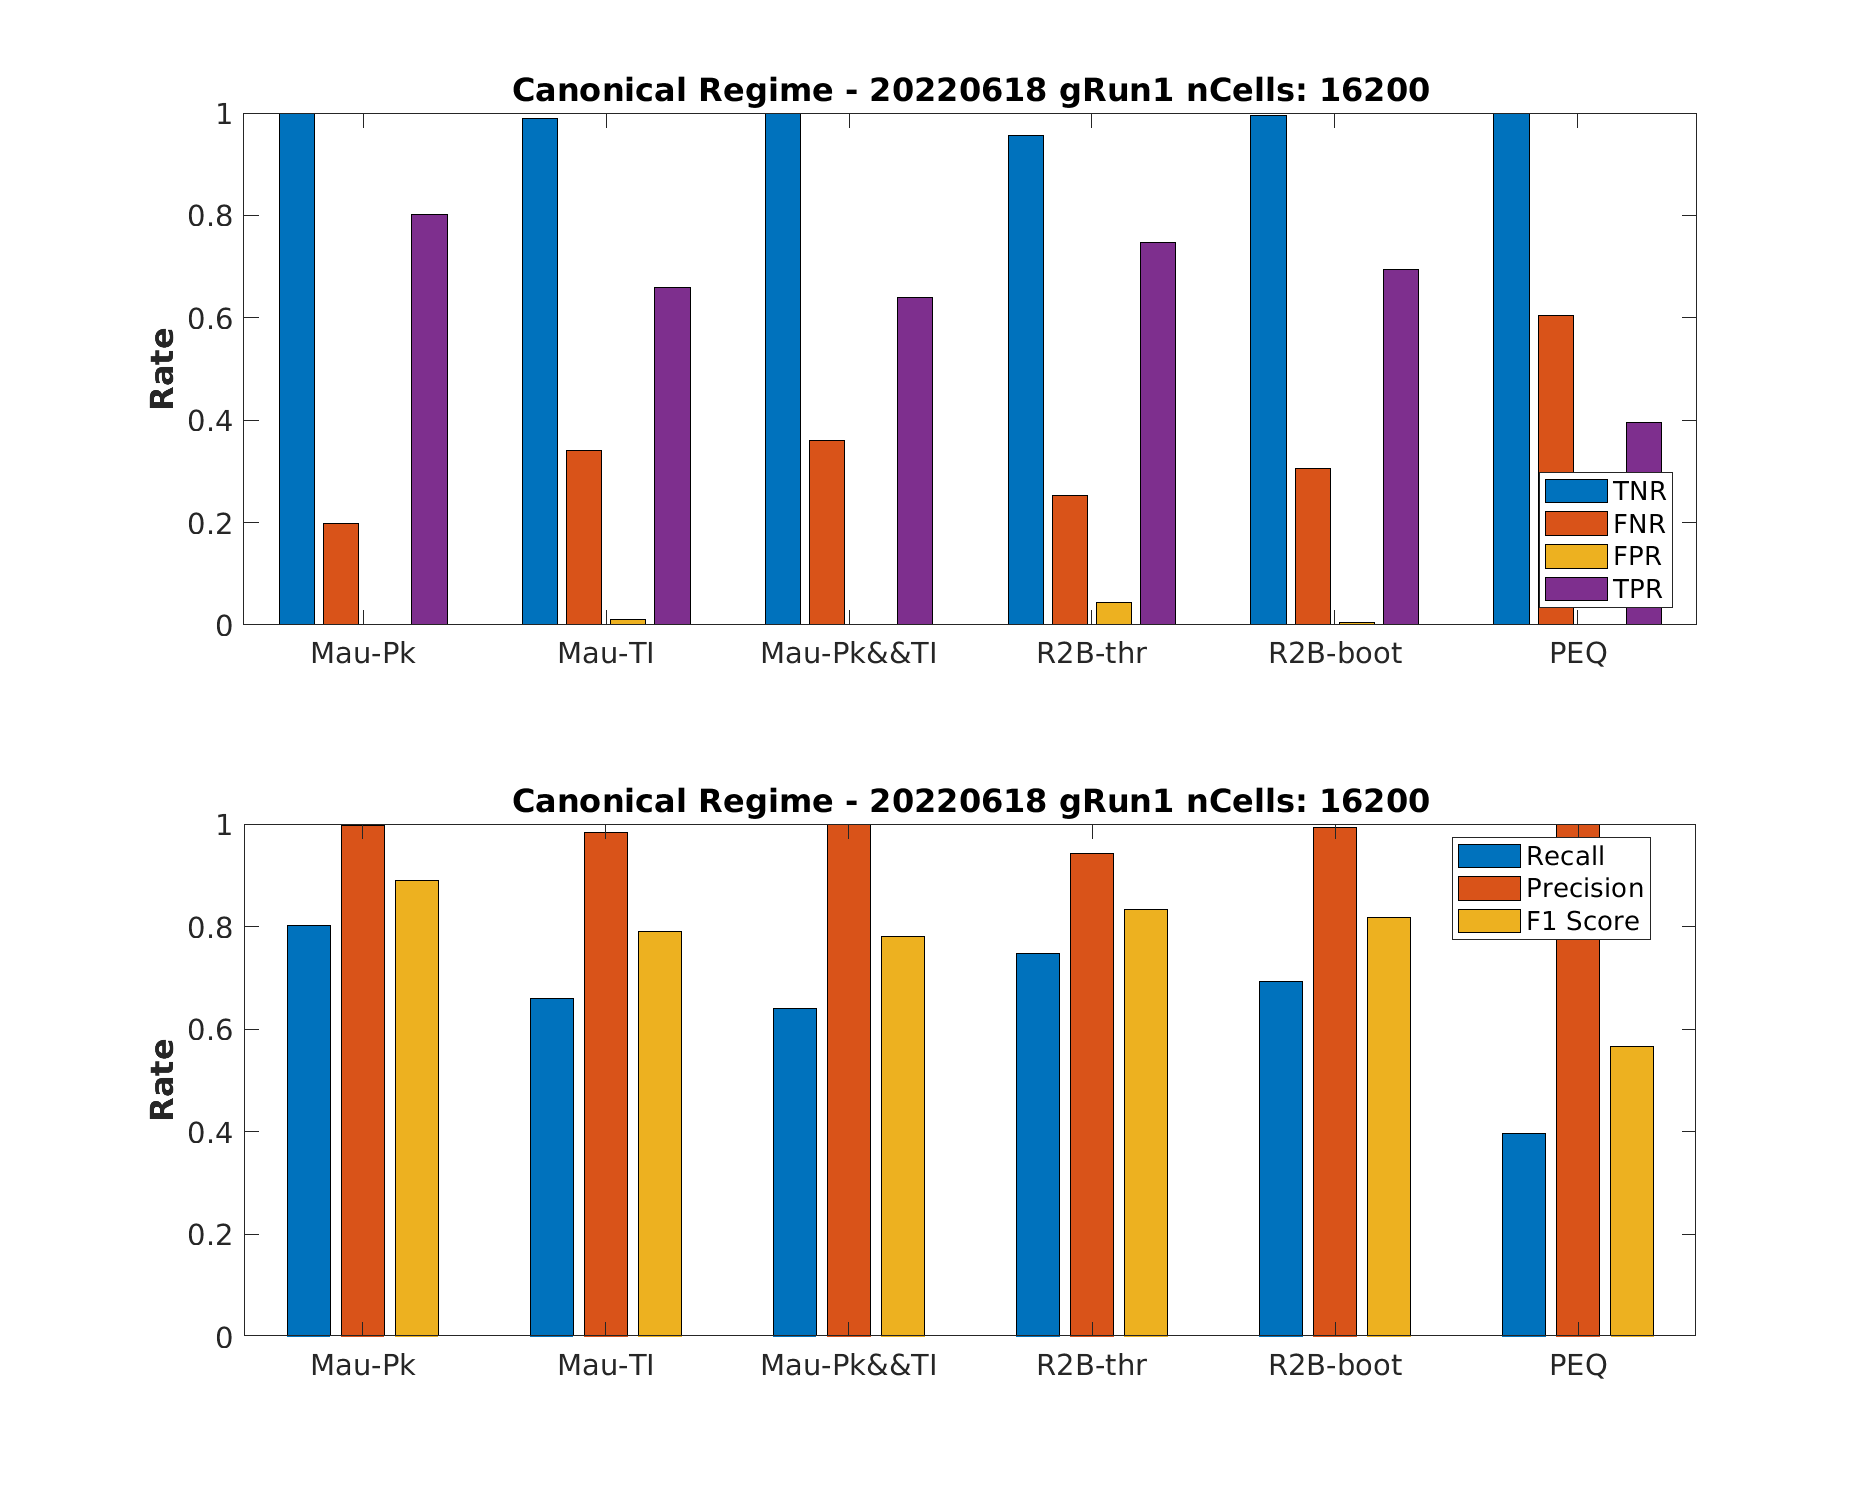 Canonical Regime - 20220618 gRun1 nCells: 16200
1
0.8
0.6
0.4
0.2
0
Rate
Mau-Pk
Mau-TI
Mau-Pk&&TI
R2B-thr
R2B-boot
PEQ
TNR
FNR
FPR
TPR
Canonical Regime - 20220618 gRun1 nCells: 16200
1
0.8
0.6
0.4
0.2
0
Rate
Mau-Pk
Mau-TI
Mau-Pk&&TI
R2B-thr
R2B-boot
PEQ
Recall
Precision
F1 Score